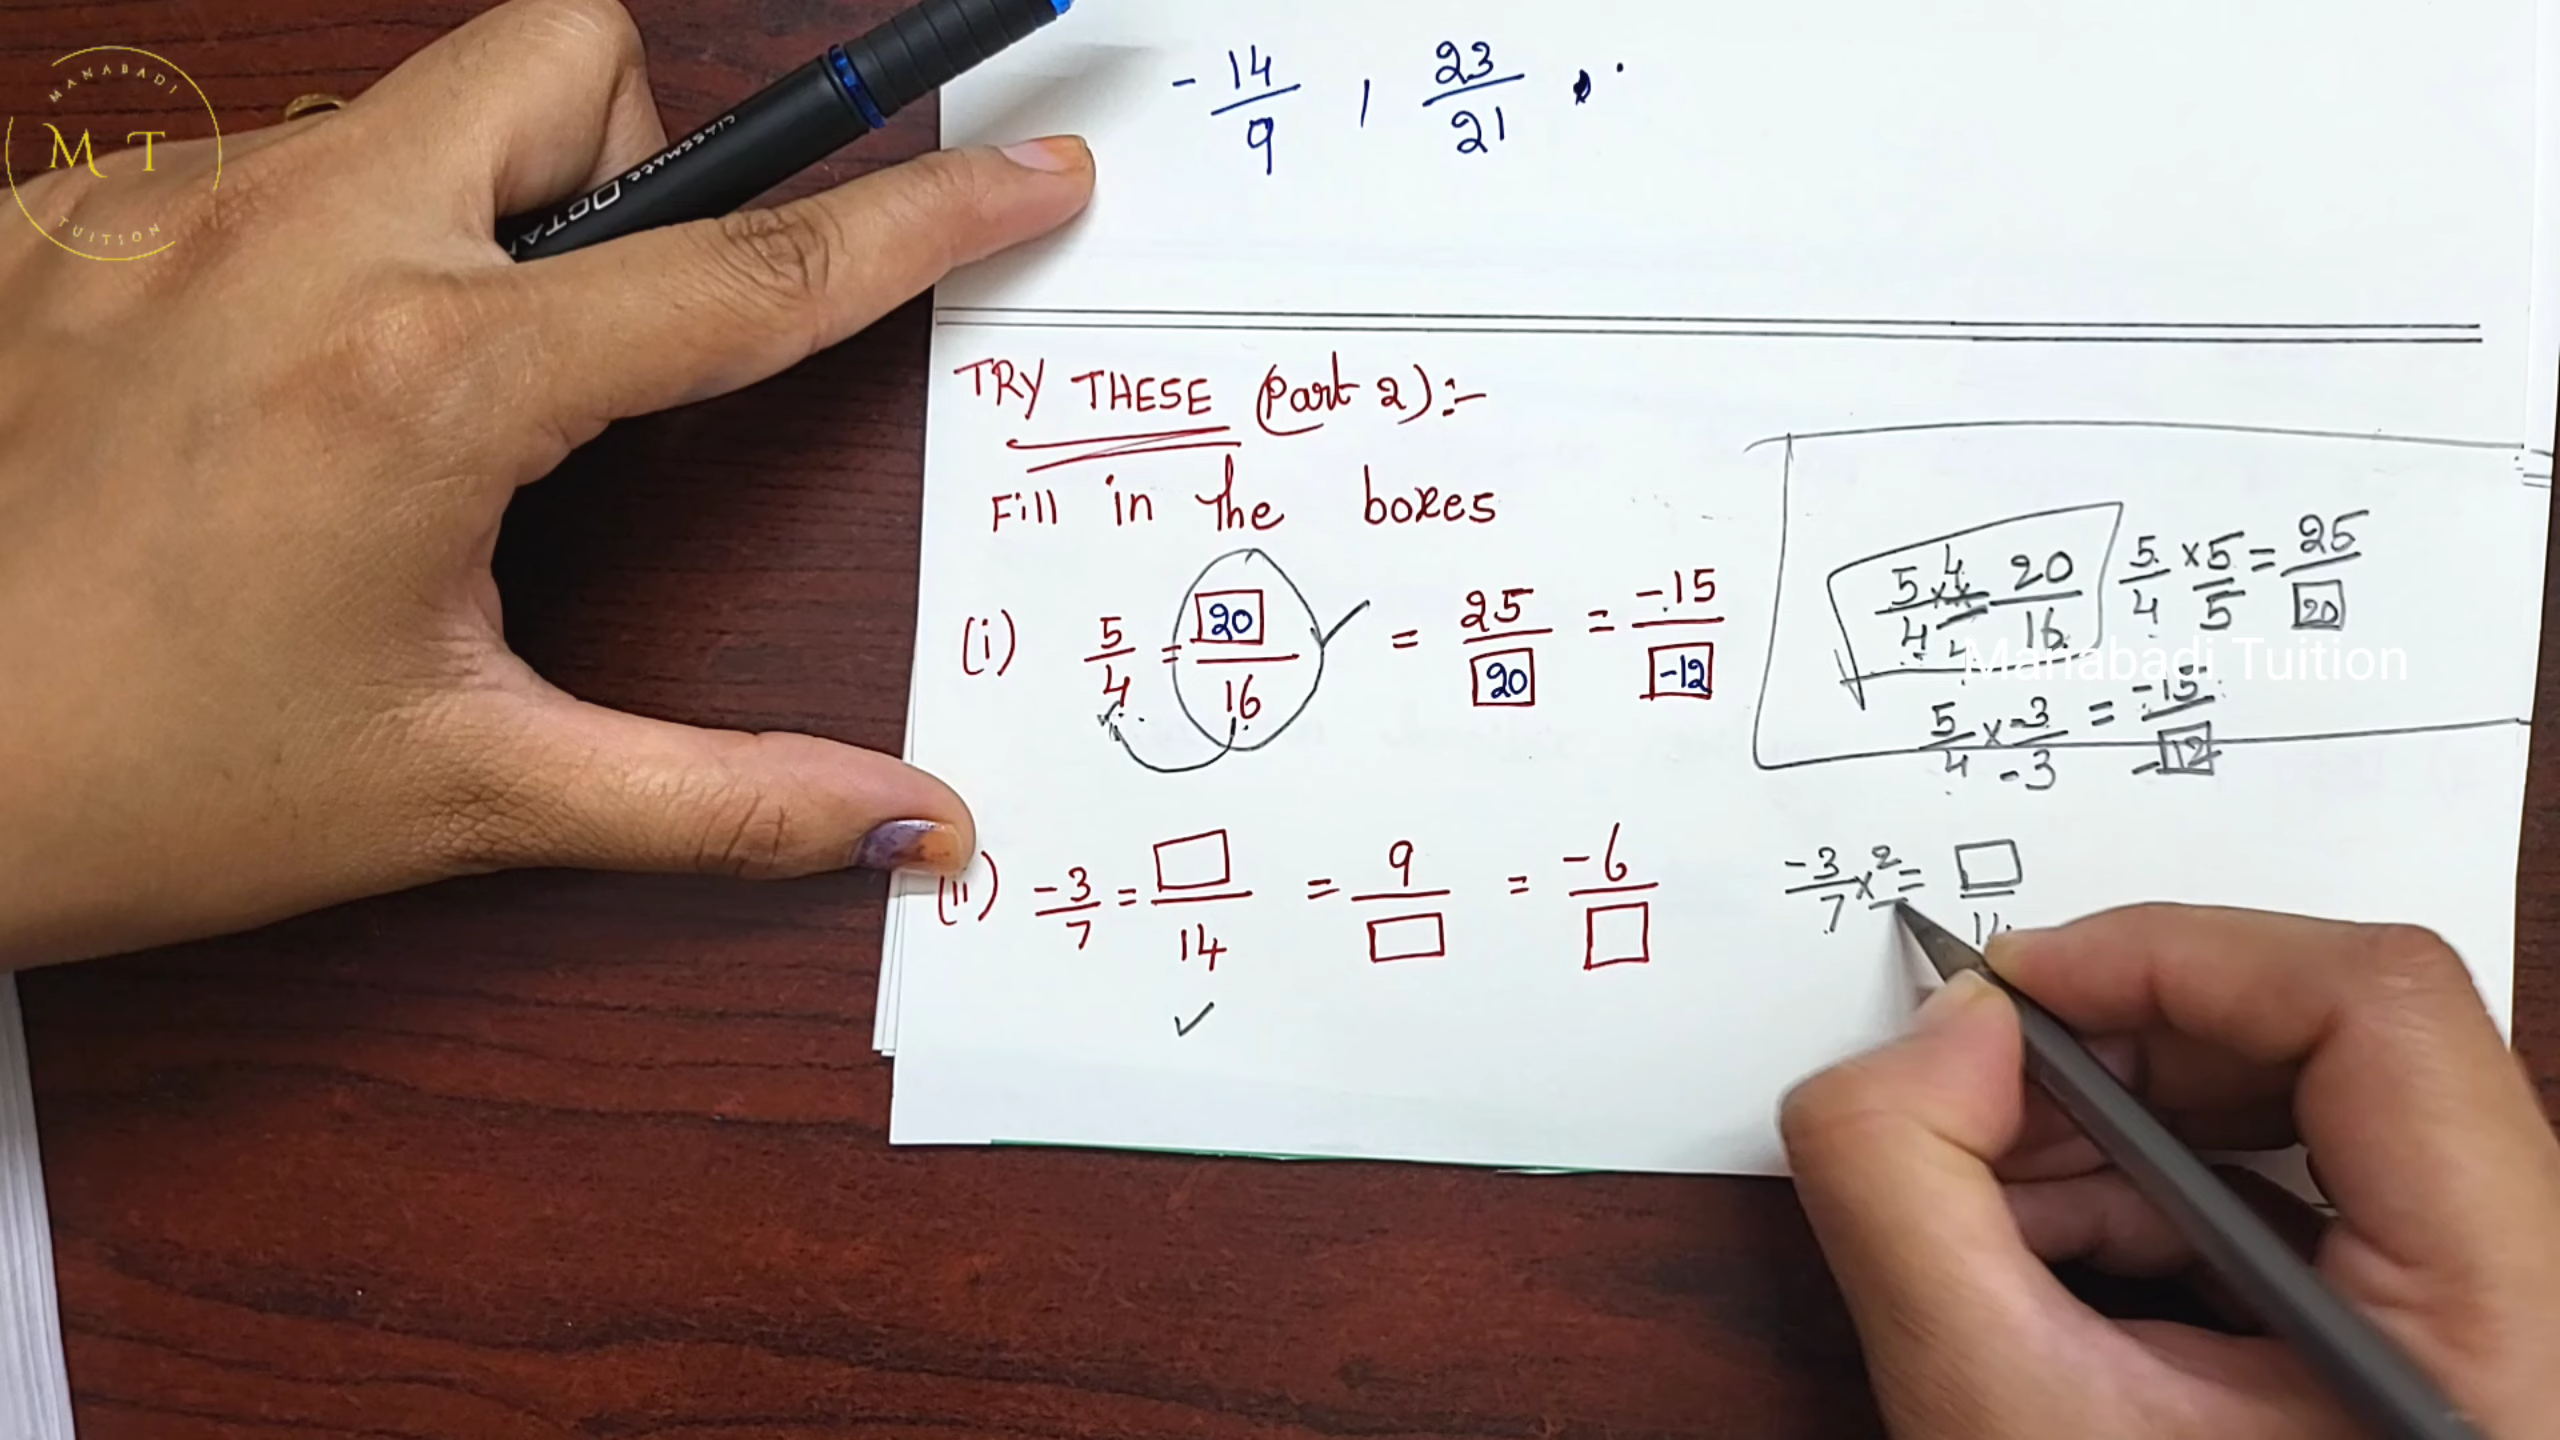 MANABADI
M T
TUITION
classmate OCTA
-14/9 , 23/21 .
TRY THESE (Part 2):-
Fill in the boxes
(i) 5/4 = 20/16 = 25/20 = -15/-12
5/4 × 4/4 20/16
5/4 × 5/5 = 25/20
Manabadi Tuition
5/4 × -3/-3 = -15/-12
(ii) -3/7 = □/14 = 9/□ = -6/□
-3/7 × 2/ = □/14